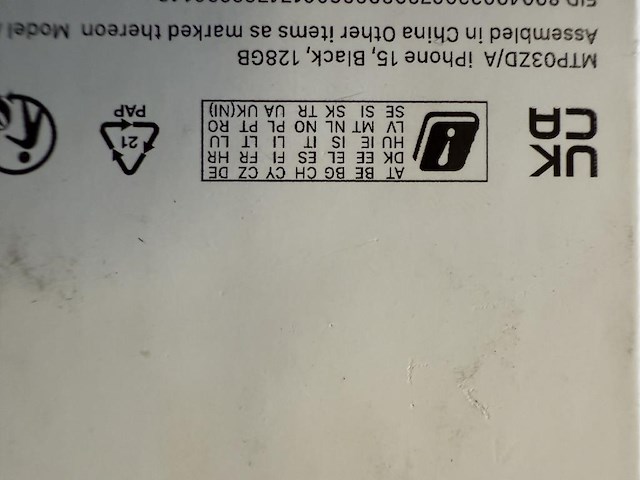 UK
CA
AT BE BG CH CY CZ DE
DK EE EL ES FI FR HR
HU IE IS IT LI LT LU
LV MT NL NO PL PT RO
SE SI SK TR UA UK(NI)
21
PAP
MTP03ZD/A iPhone 15, Black, 128GB
Assembled in China Other items as marked thereon Model